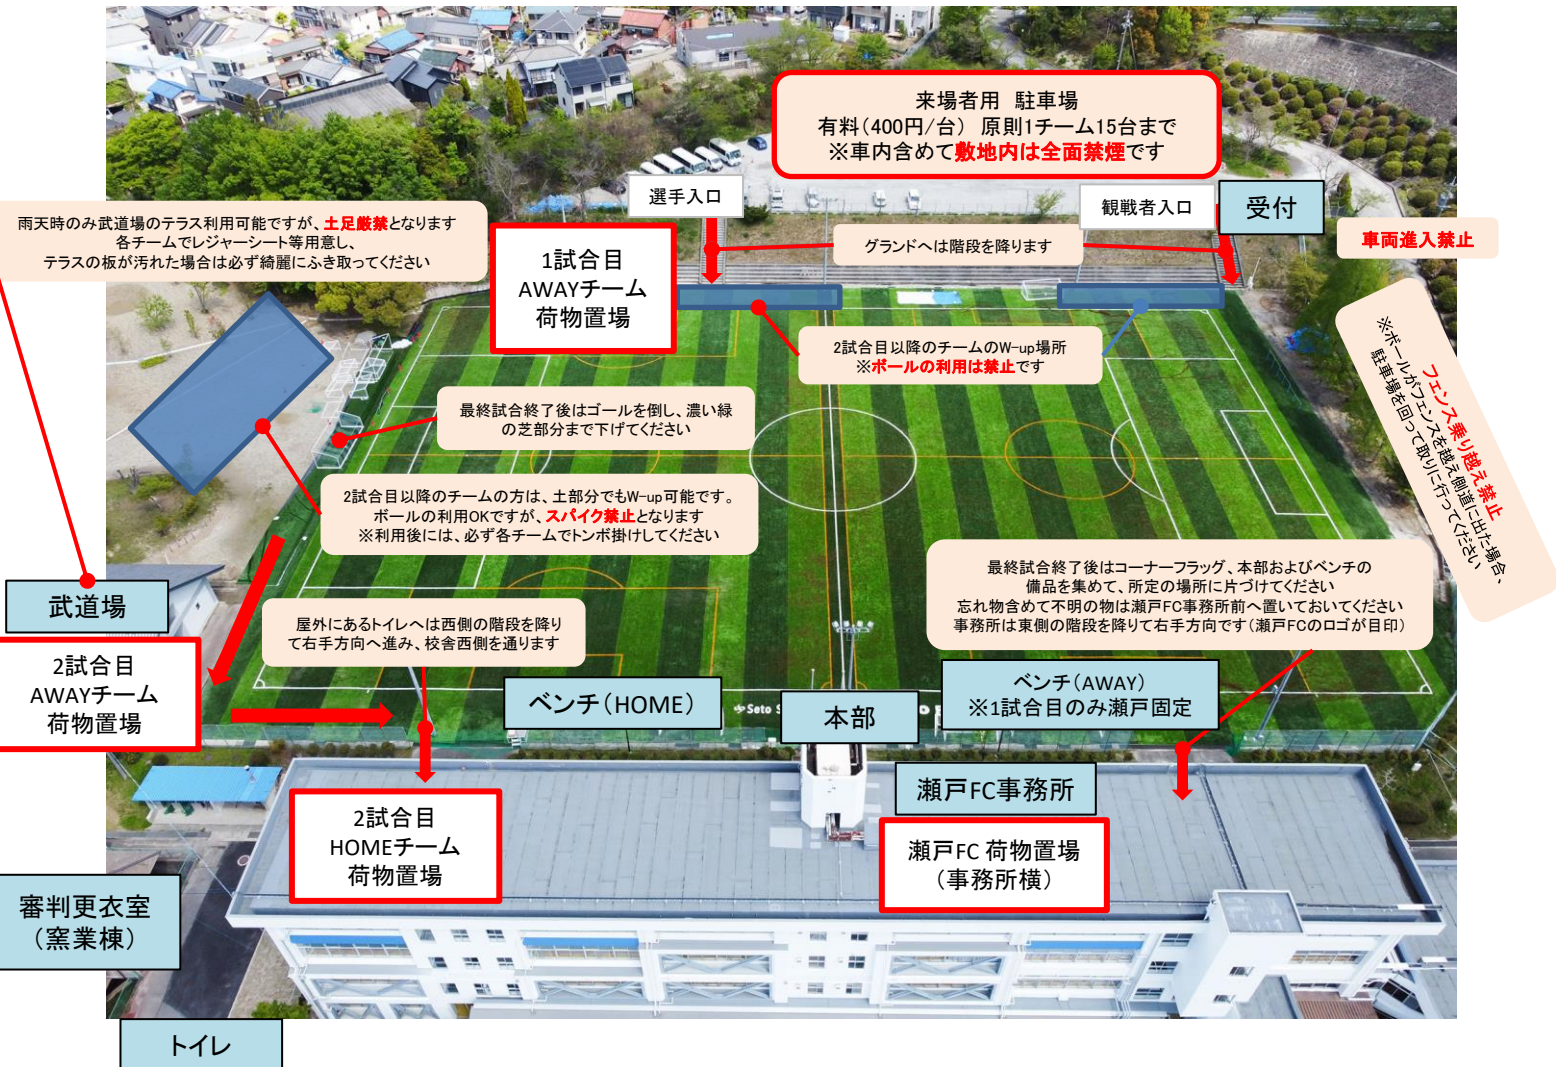 来場者用 駐車場
有料（400円/台） 原則1チーム15台まで
※車内含めて敷地内は全面禁煙です
選手入口
観戦者入口
受付
車両進入禁止
雨天時のみ武道場のテラス利用可能ですが、土足厳禁となります
各チームでレジャーシート等用意し、
テラスの板が汚れた場合は必ず綺麗にふき取ってください
グランドへは階段を降ります
1試合目
AWAYチーム
荷物置場
2試合目以降のチームのW-up場所
※ボールの利用は禁止です
フェンス乗り越え禁止
※ボールがフェンスを越え側道に出た場合、
駐車場を回って取りに行ってください
最終試合終了後はゴールを倒し、濃い緑
の芝部分まで下げてください
2試合目以降のチームの方は、土部分でもW-up可能です。
ボールの利用OKですが、スパイク禁止となります
※利用後には、必ず各チームでトンボ掛けしてください
最終試合終了後はコーナーフラッグ、本部およびベンチの
備品を集めて、所定の場所に片づけてください
忘れ物含めて不明の物は瀬戸FC事務所前へ置いておいてください
事務所は東側の階段を降りて右手方向です（瀬戸FCのロゴが目印）
武道場
屋外にあるトイレへは西側の階段を降り
て右手方向へ進み、校舎西側を通ります
2試合目
AWAYチーム
荷物置場
ベンチ（HOME）
Seto
本部
ベンチ（AWAY）
※1試合目のみ瀬戸固定
瀬戸FC事務所
2試合目
HOMEチーム
荷物置場
瀬戸FC 荷物置場
（事務所横）
審判更衣室
（窯業棟）
トイレ